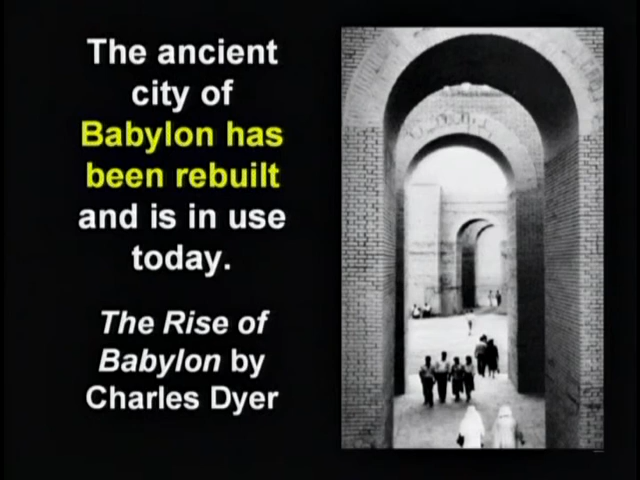 The ancient
city of
Babylon has
been rebuilt
and is in use
today.
The Rise of
Babylon by
Charles Dyer